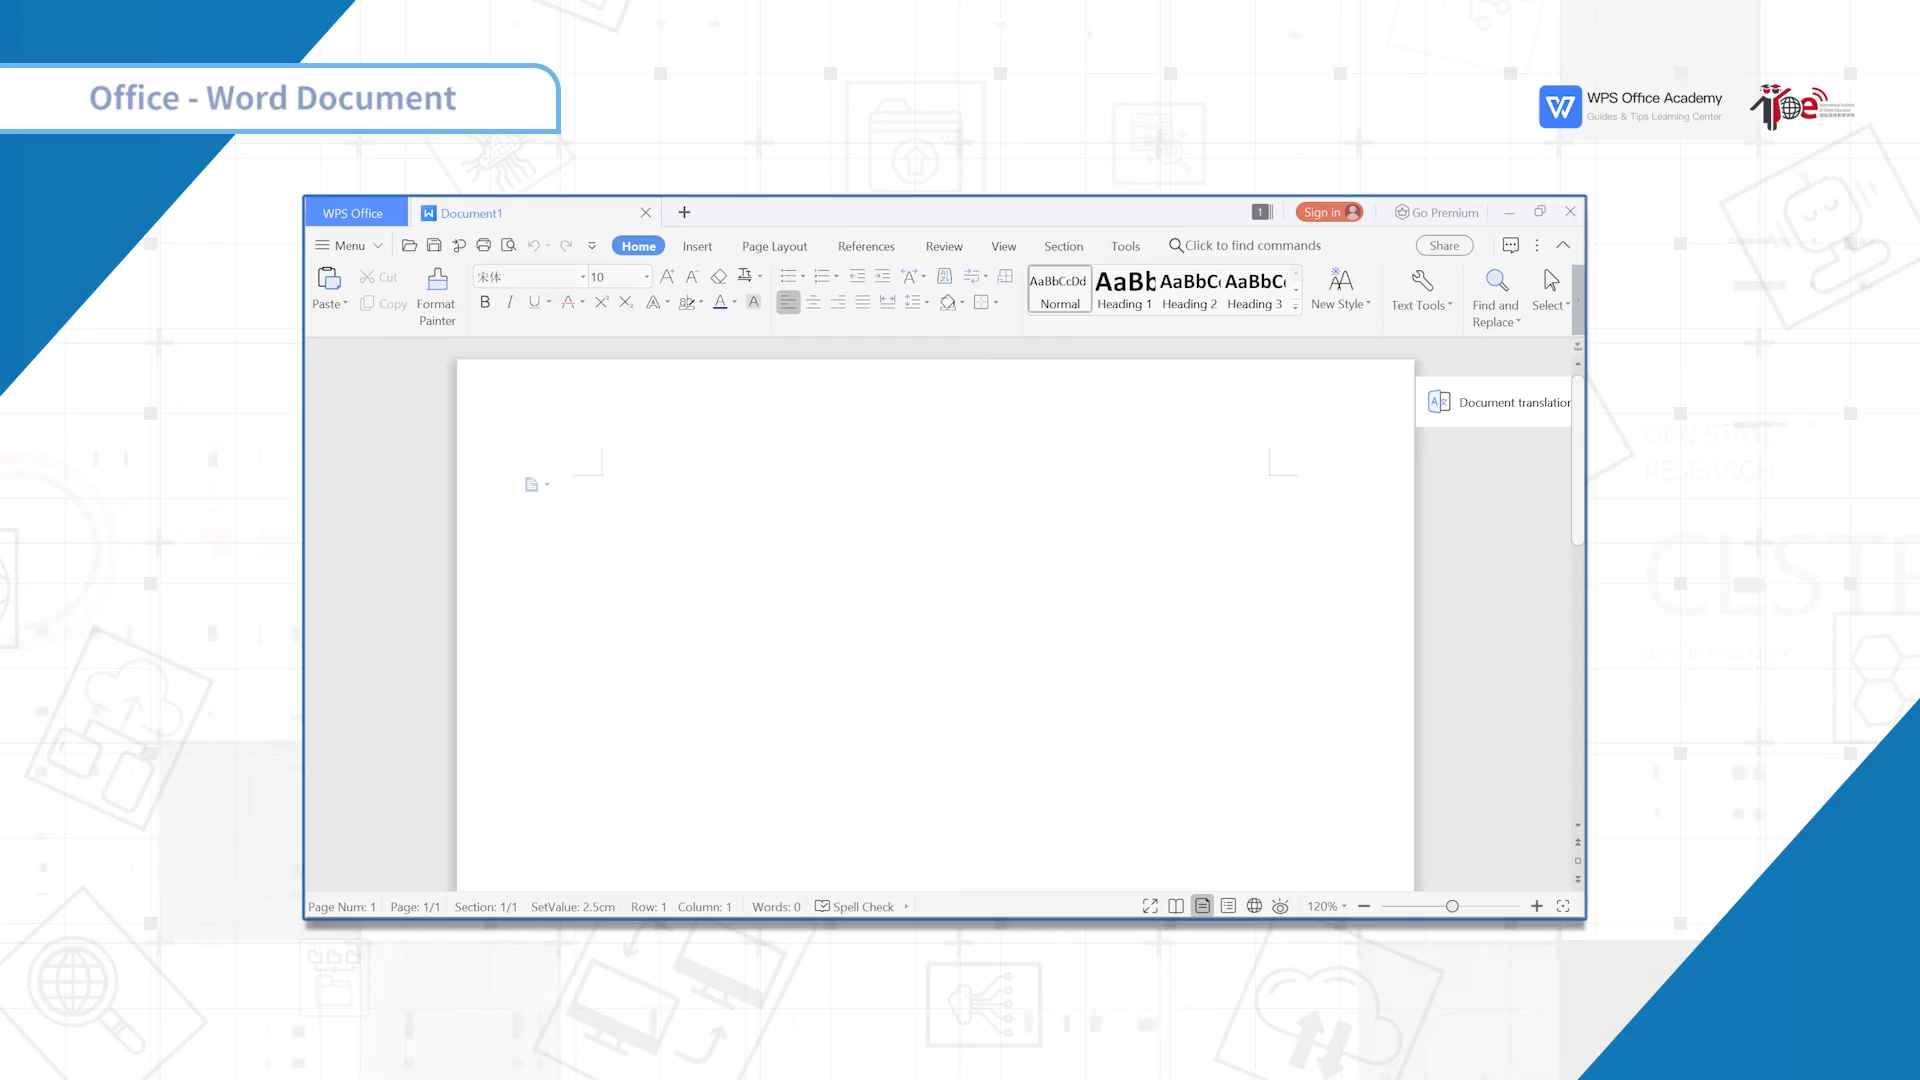 Office - Word Document
WPS Office Academy
Guides & Tips Learning Center
WPS Office
Document1
1
Sign in
Go Premium
Menu
Home
Insert
Page Layout
References
Review
View
Section
Tools
Click to find commands
Share
Paste
Cut
Copy
Format
Painter
宋体
10
AaBbCcDd
Normal
AaBb
Heading 1
AaBbC
Heading 2
AaBbC
Heading 3
New Style
Text Tools
Find and
Replace
Select
Document translation
GEN STATE
RESEARCH
Page Num: 1
Page: 1/1
Section: 1/1
SetValue: 2.5cm
Row: 1
Column: 1
Words: 0
Spell Check
120%